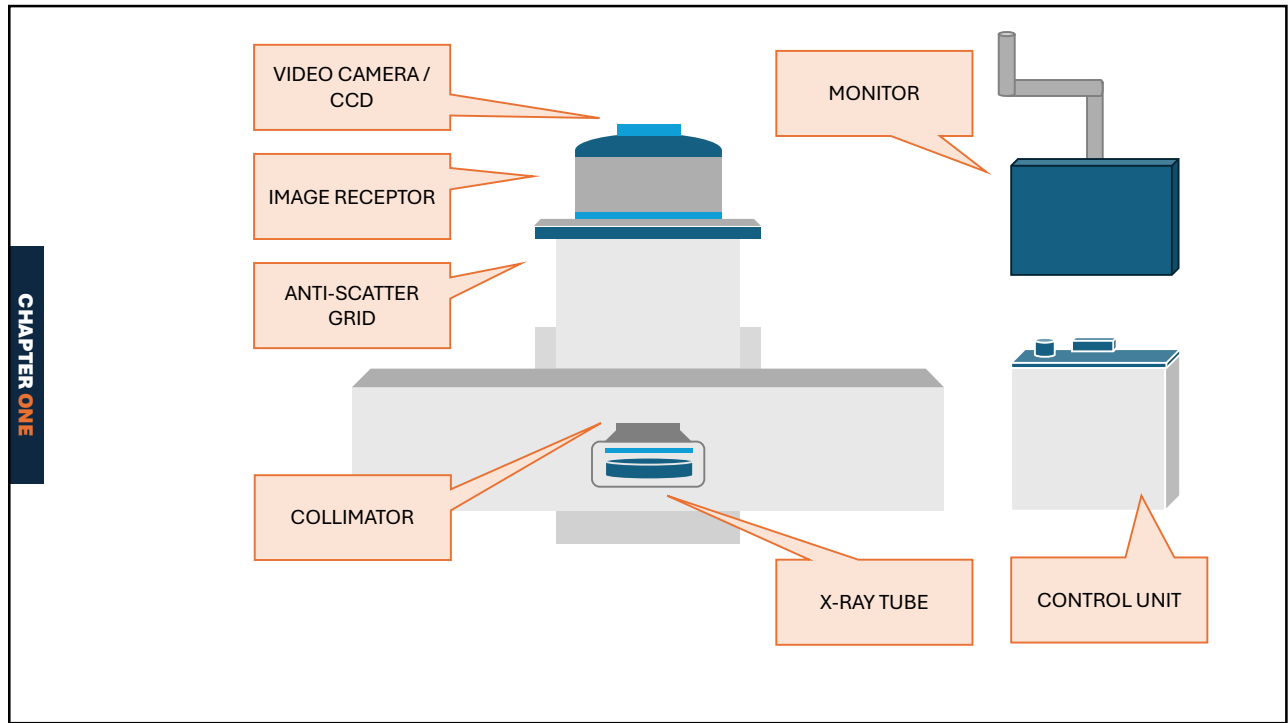 VIDEO CAMERA /
CCD
MONITOR
IMAGE RECEPTOR
ANTI-SCATTER
GRID
CHAPTER ONE
COLLIMATOR
X-RAY TUBE
CONTROL UNIT